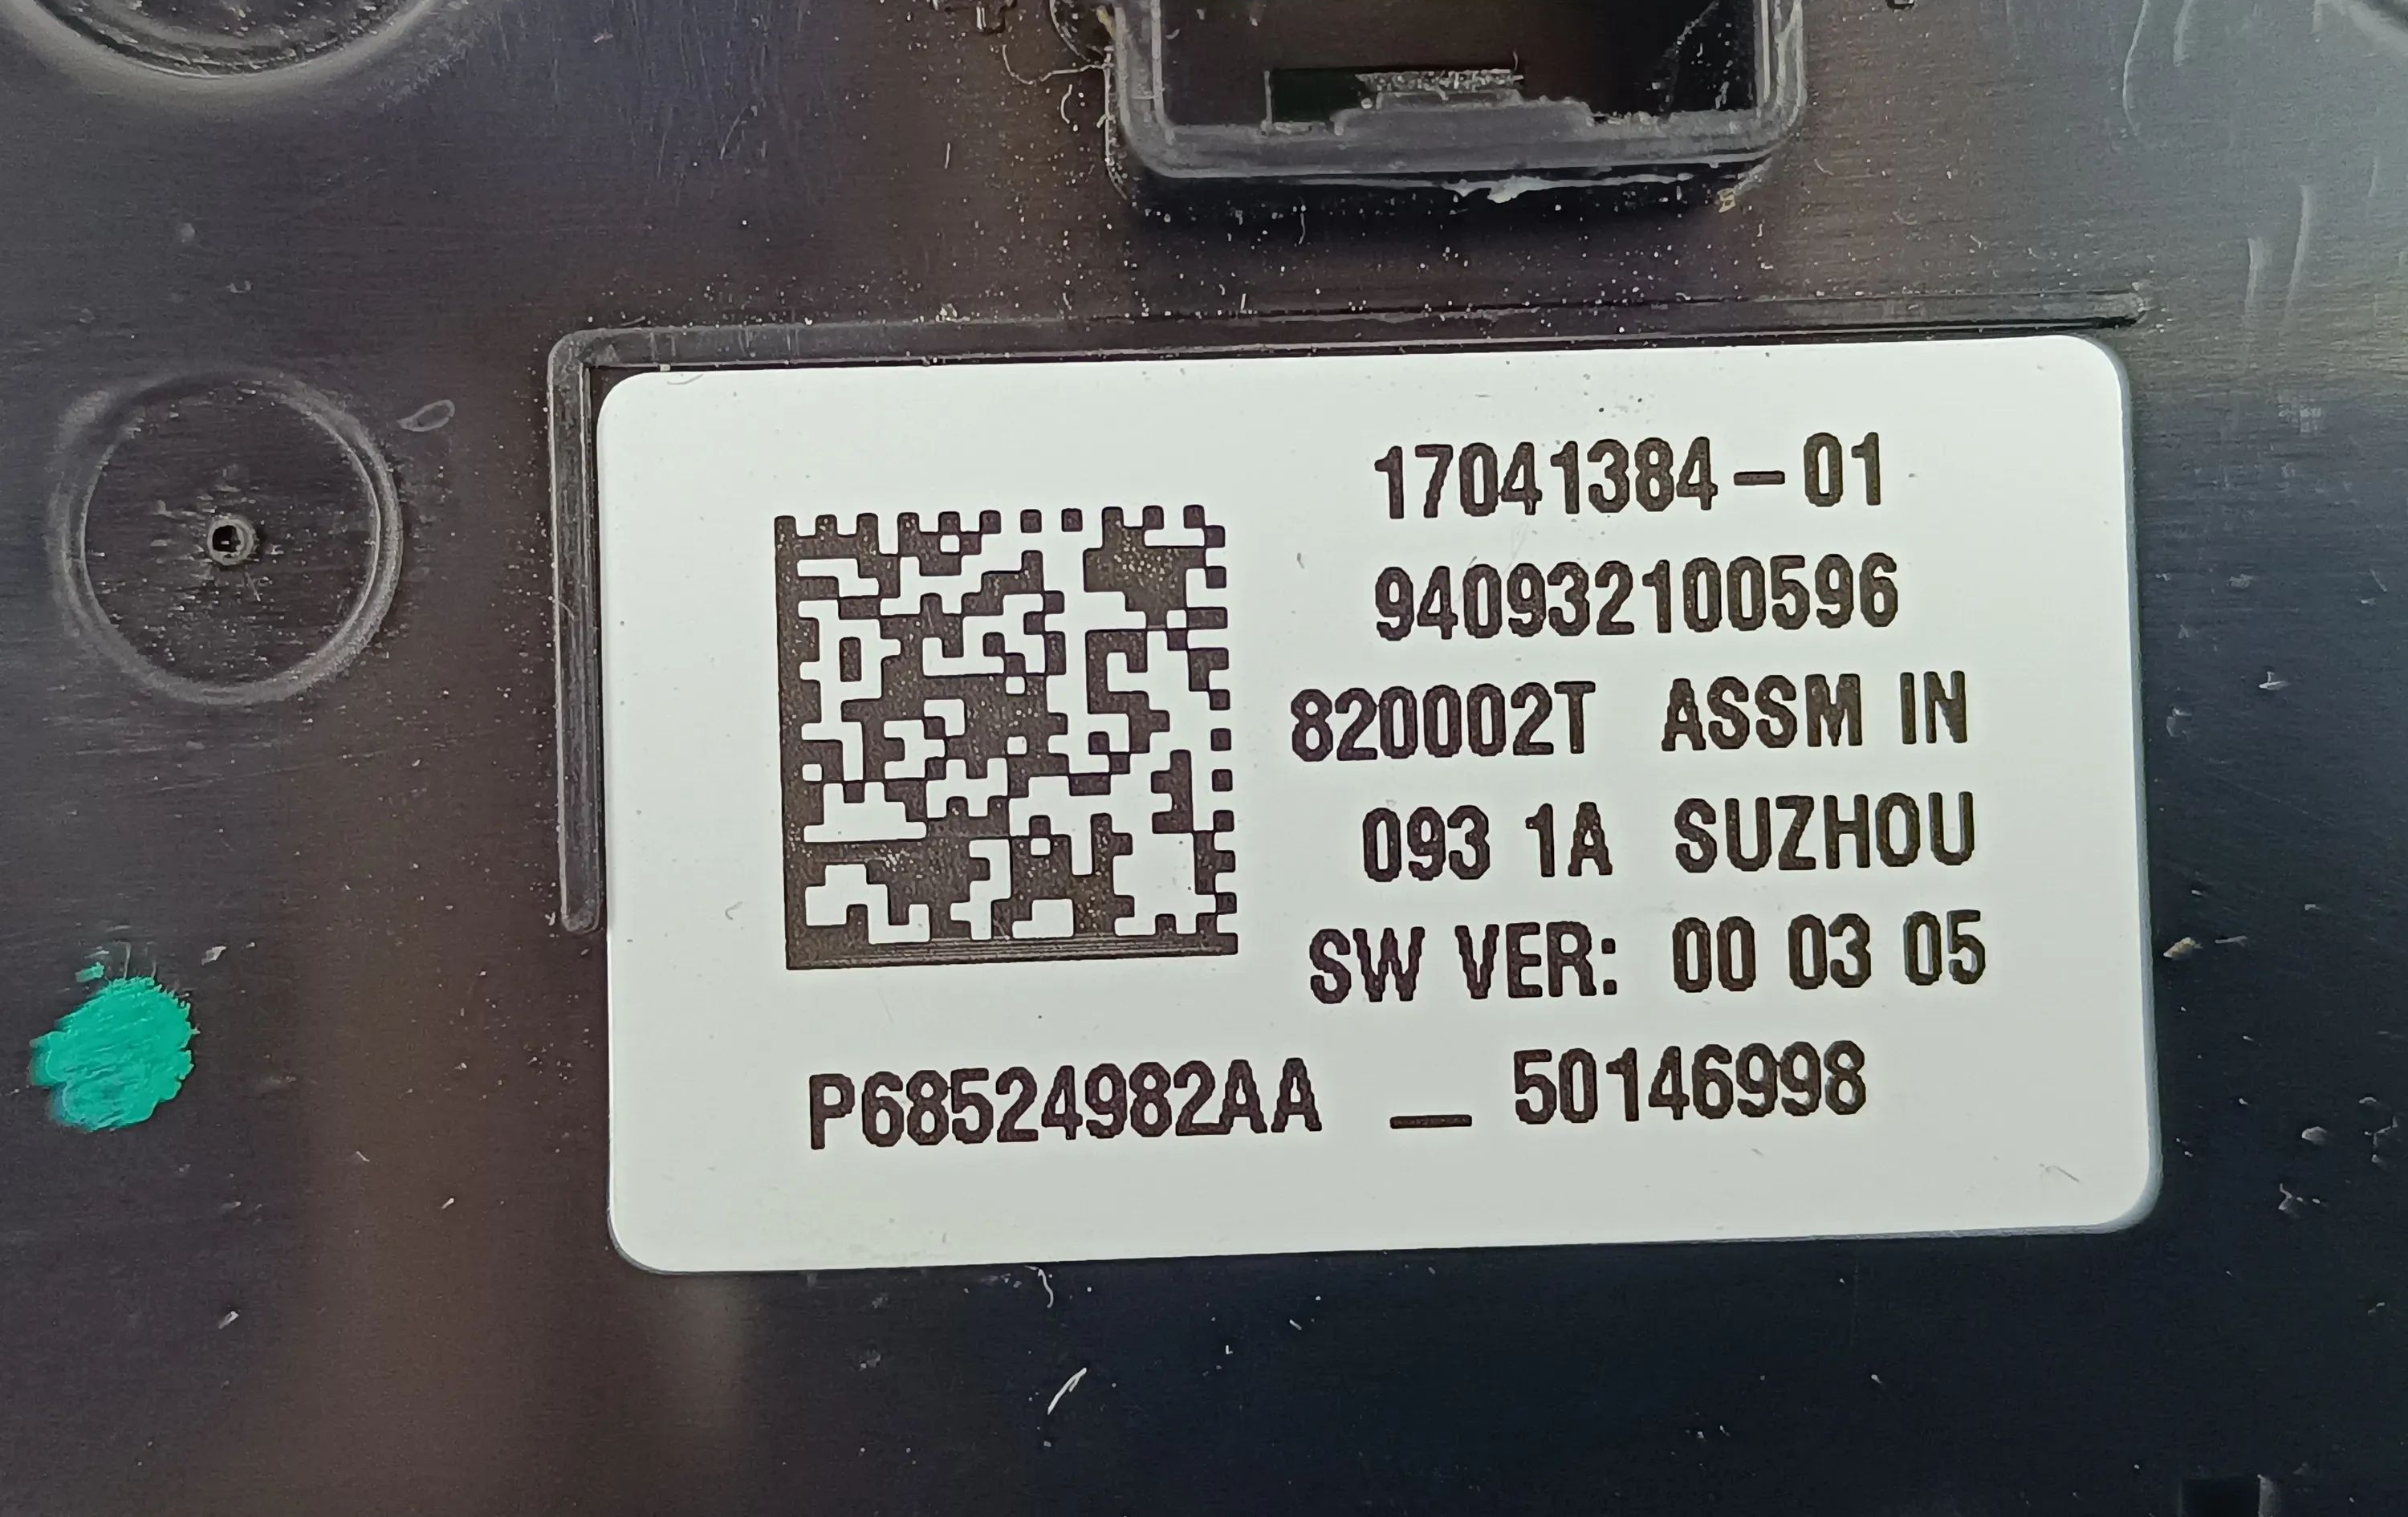 17041384-01
940932100596
820002T ASSM IN
093 1A SUZHOU
SW VER: 00 03 05
P68524982AA _ 50146998